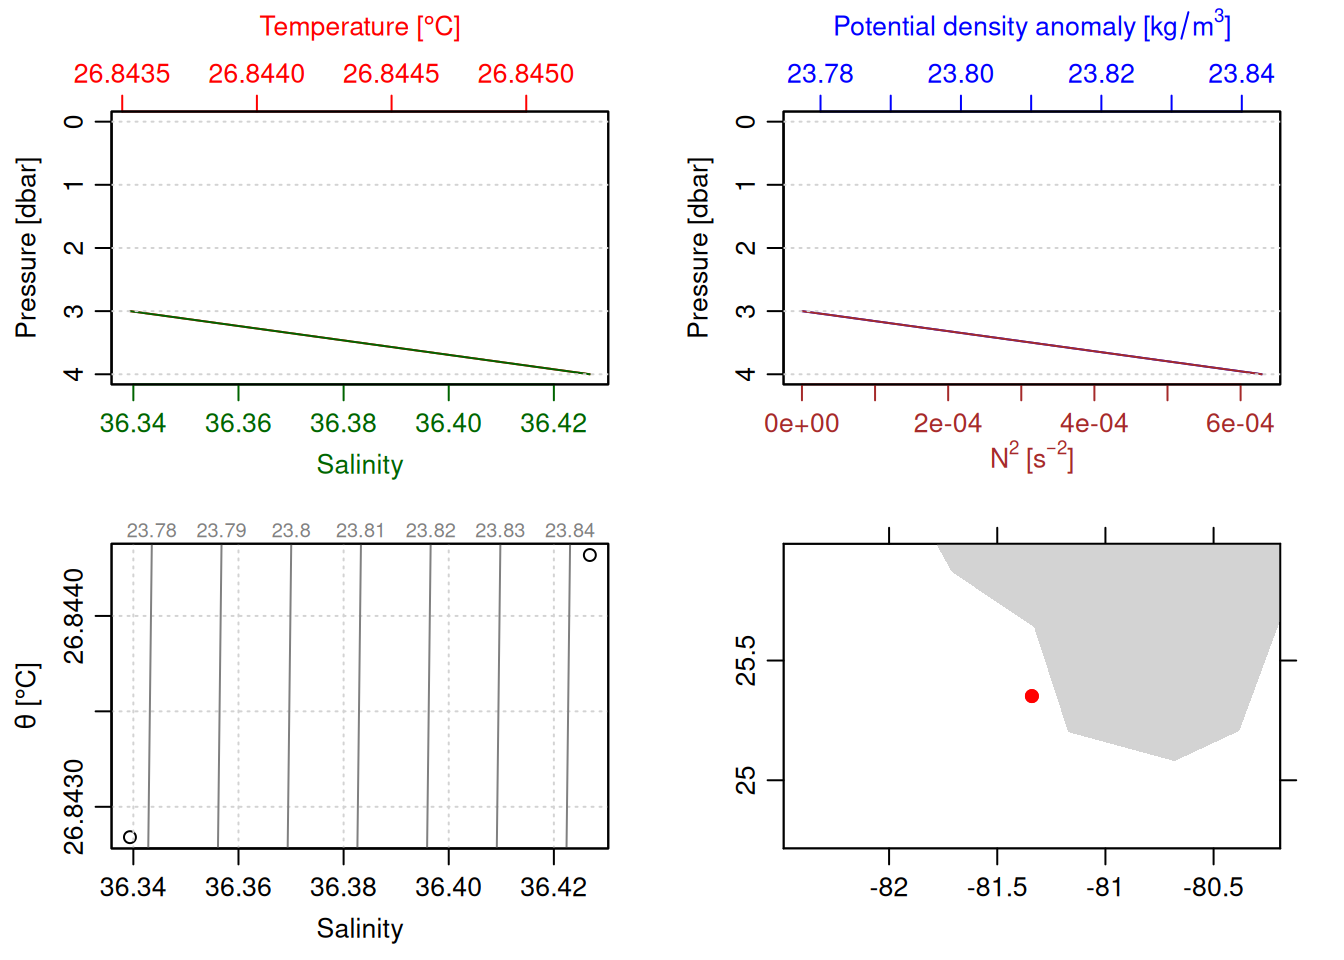 Temperature [°C]
26.8435 26.8440 26.8445 26.8450
Pressure [dbar]
0
1
2
3
4
36.34 36.36 36.38 36.40 36.42
Salinity
Potential density anomaly [kg/m³]
23.78 23.80 23.82 23.84
Pressure [dbar]
0
1
2
3
4
0e+00 2e-04 4e-04 6e-04
N² [s⁻²]
23.78 23.79 23.8 23.81 23.82 23.83 23.84
θ [°C]
26.8440
26.8430
36.34 36.36 36.38 36.40 36.42
Salinity
25.5
25
-82 -81.5 -81 -80.5